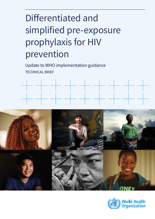 Differentiated and
simplified pre-exposure
prophylaxis for HIV
prevention
Update to WHO implementation guidance
TECHNICAL BRIEF
World Health
Organization